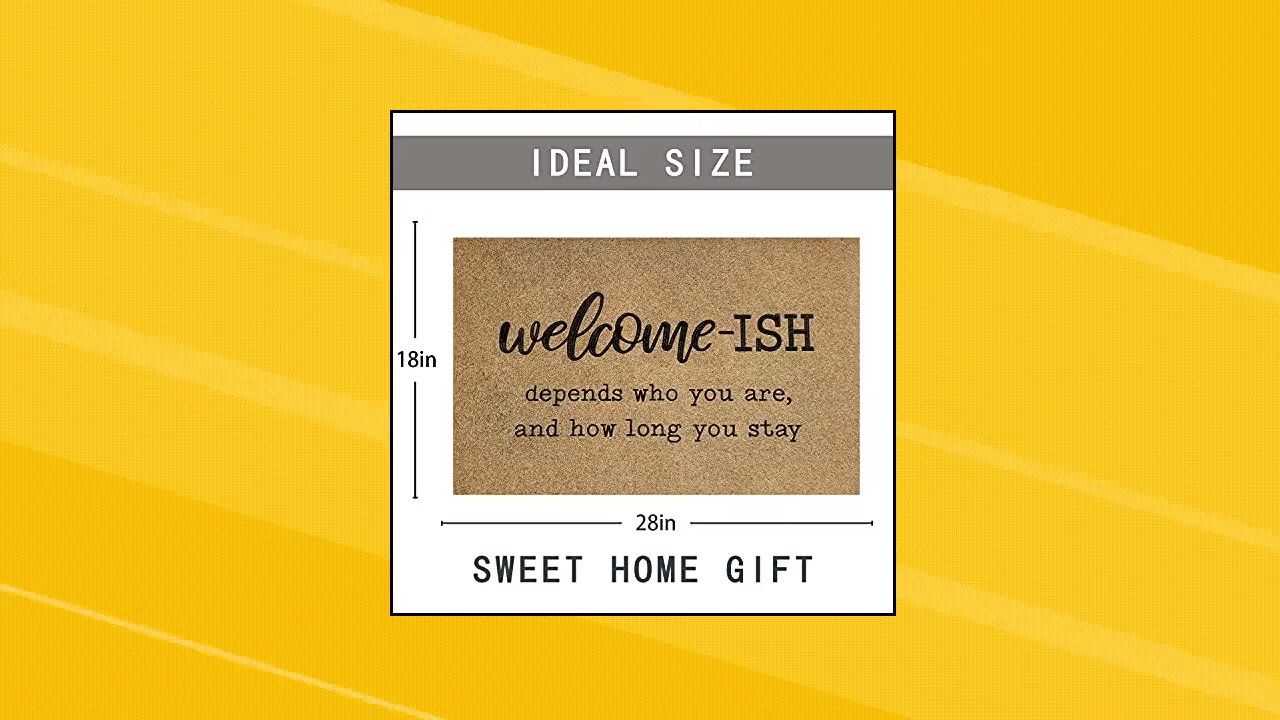 IDEAL SIZE
welcome-ISH
depends who you are,
and how long you stay
18in
28in
SWEET HOME GIFT